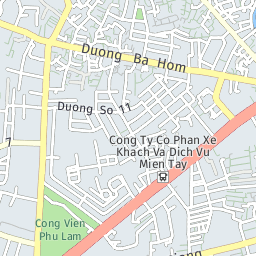 Duong Ba Hom
Duong So 11
Cong Ty Co Phan Xe
Khach Va Dich Vu
Mien Tay
7
Cong Vien
Phu Lam